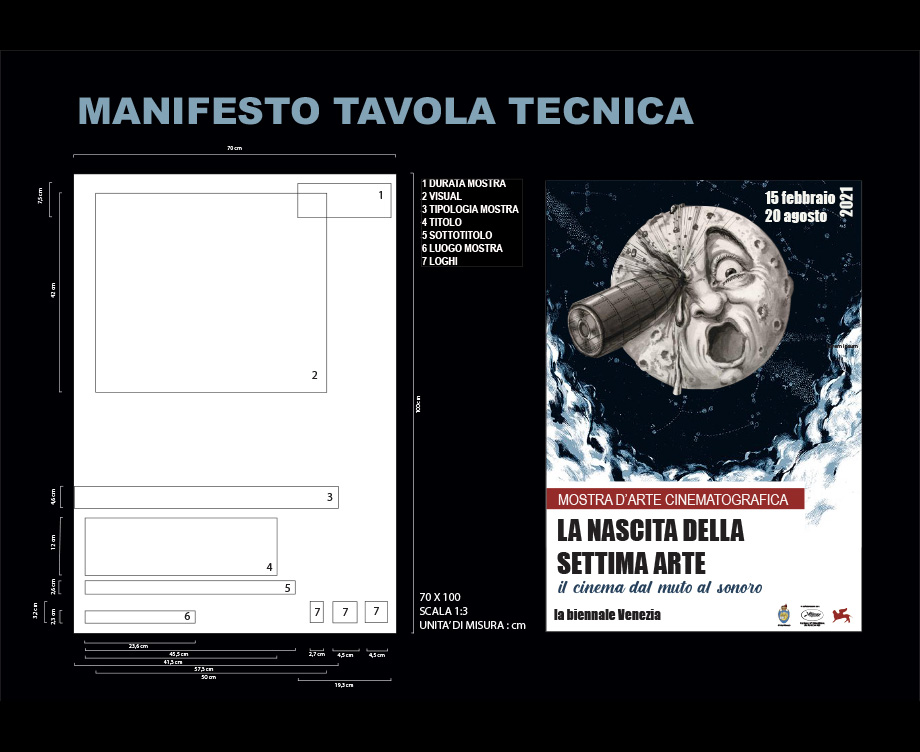 MANIFESTO TAVOLA TECNICA
70 cm
7,5 cm
1
42 cm
2
100 cm
1 DURATA MOSTRA
2 VISUAL
3 TIPOLOGIA MOSTRA
4 TITOLO
5 SOTTOTITOLO
6 LUOGO MOSTRA
7 LOGHI
4,6 cm
3
12 cm
4
2,6 cm
5
3,2 cm
2,5 cm
6
7
7
7
70 X 100
SCALA 1:3
UNITA' DI MISURA : cm
23,6 cm
45,5 cm
41,5 cm
57,5 cm
50 cm
2,7 cm
4,5 cm
4,5 cm
19,3 cm
15 febbraio
20 agosto
2021
MOSTRA D'ARTE CINEMATOGRAFICA
LA NASCITA DELLA
SETTIMA ARTE
il cinema dal muto al sonoro
la biennale Venezia